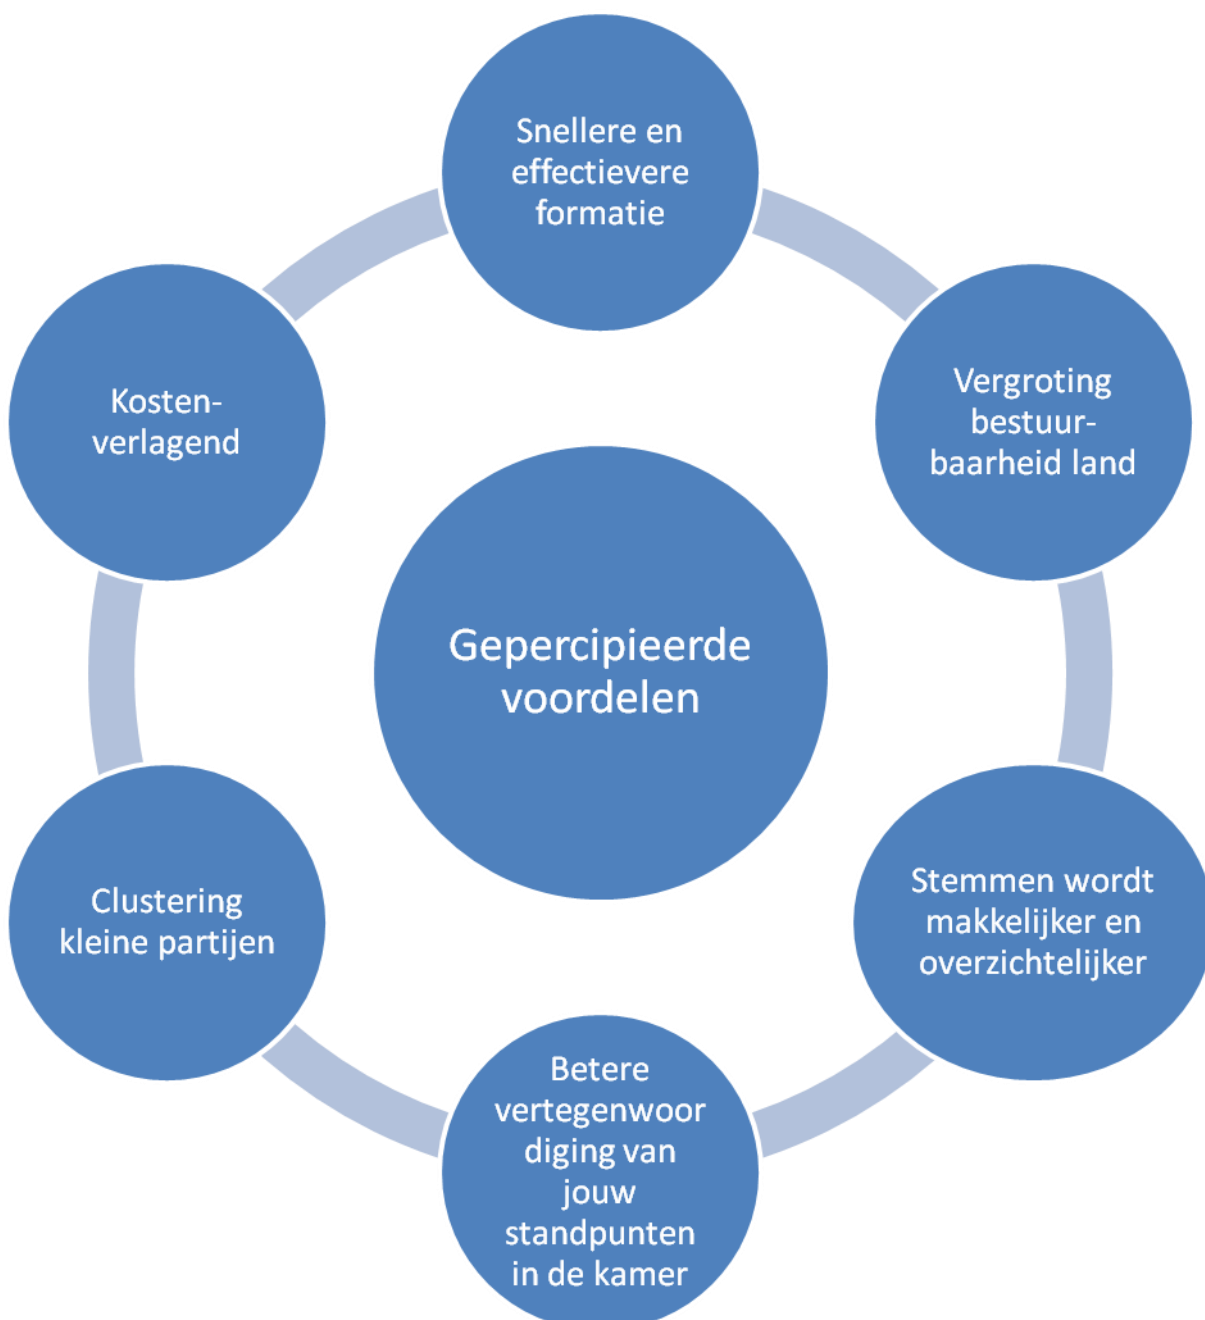 Snellere en
effectievere
formatie
Kosten-
verlagend
Vergroting
bestuur-
baarheid land
Gepercipieerde
voordelen
Clustering
kleine partijen
Stemmen wordt
makkelijker en
overzichtelijker
Betere
vertegenwoor
diging van
jouw
standpunten
in de kamer